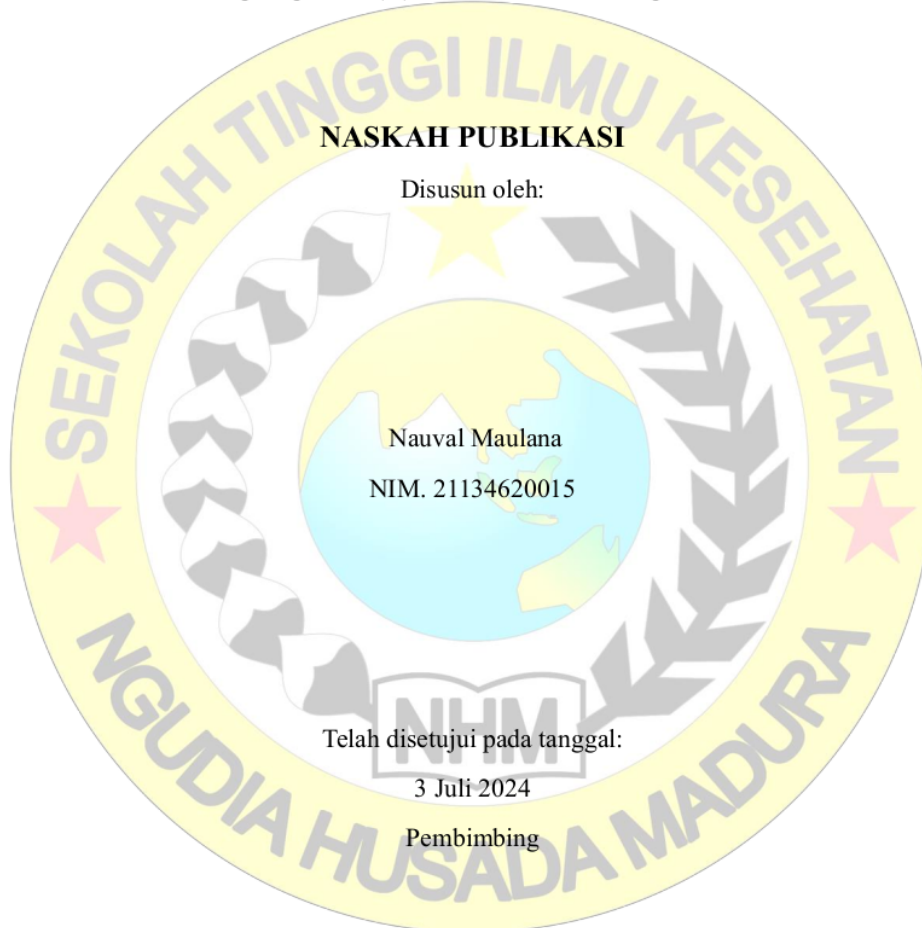 NASKAH PUBLIKASI
Disusun oleh:
SEKOLAH TINGGI ILMU KESEHATAN
Nauval Maulana
NIM. 21134620015
NHM
Telah disetujui pada tanggal:
3 Juli 2024
Pembimbing
NGUDIA HUSADA MADURA